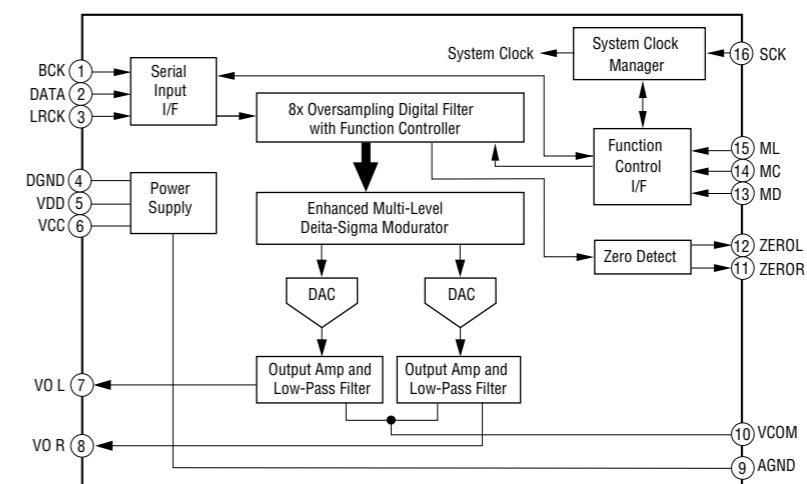 System Clock
System Clock
Manager
16 SCK
BCK 1
DATA 2
LRCK 3
Serial
Input
I/F
8x Oversampling Digital Filter
with Function Controller
Function
Control
I/F
15 ML
14 MC
13 MD
DGND 4
VDD 5
VCC 6
Power
Supply
Enhanced Multi-Level
Deita-Sigma Modurator
Zero Detect
12 ZEROL
11 ZEROR
DAC
DAC
Output Amp and
Low-Pass Filter
Output Amp and
Low-Pass Filter
VO L 7
VO R 8
10 VCOM
9 AGND